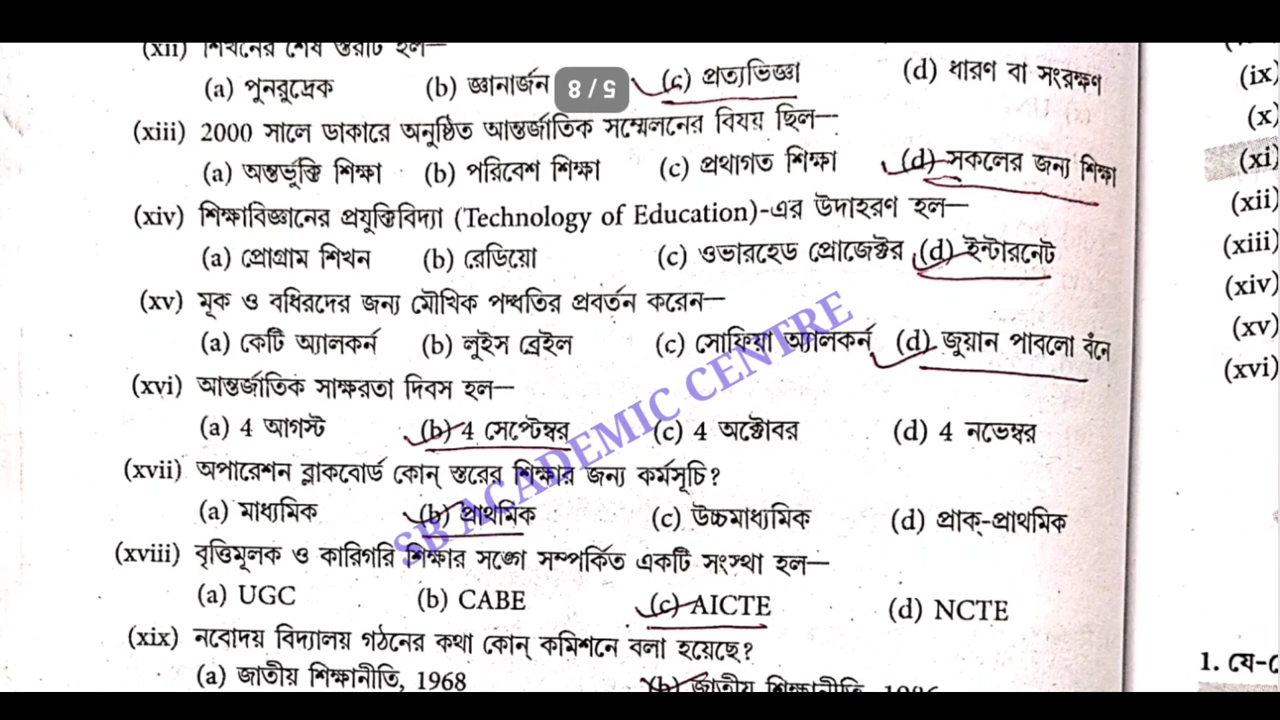 (xii) শিখনের শেষ স্তরটি হল—
(a) পুনরুদ্রেক (b) জ্ঞানার্জন (c) প্রত্যভিজ্ঞা (d) ধারণ বা সংরক্ষণ
5 / 8
(xiii) 2000 সালে ডাকারে অনুষ্ঠিত আন্তর্জাতিক সম্মেলনের বিষয় ছিল—
(a) অন্তর্ভুক্তি শিক্ষা (b) পরিবেশ শিক্ষা (c) প্রথাগত শিক্ষা (d) সকলের জন্য শিক্ষা
(xiv) শিক্ষাবিজ্ঞানের প্রযুক্তিবিদ্যা (Technology of Education)-এর উদাহরণ হল—
(a) প্রোগ্রাম শিখন (b) রেডিয়ো (c) ওভারহেড প্রোজেক্টর (d) ইন্টারনেট
(xv) মূক ও বধিরদের জন্য মৌখিক পদ্ধতির প্রবর্তন করেন—
(a) কেটি অ্যালকর্ন (b) লুইস ব্রেইল (c) সোফিয়া অ্যালকর্ন (d) জুয়ান পাবলো বঁনে
(xvi) আন্তর্জাতিক সাক্ষরতা দিবস হল—
(a) 4 আগস্ট (b) 4 সেপ্টেম্বর (c) 4 অক্টোবর (d) 4 নভেম্বর
(xvii) অপারেশন ব্ল্যাকবোর্ড কোন্ স্তরের শিক্ষার জন্য কর্মসূচি?
(a) মাধ্যমিক (b) প্রাথমিক (c) উচ্চমাধ্যমিক (d) প্রাক্-প্রাথমিক
(xviii) বৃত্তিমূলক ও কারিগরি শিক্ষার সঙ্গে সম্পর্কিত একটি সংস্থা হল—
(a) UGC (b) CABE (c) AICTE (d) NCTE
(xix) নবোদয় বিদ্যালয় গঠনের কথা কোন্ কমিশনে বলা হয়েছে?
(a) জাতীয় শিক্ষানীতি, 1968 (b) জাতীয় শিক্ষানীতি, 1986
SB ACADEMIC CENTRE
(ix)
(x)
(xi)
(xii)
(xiii)
(xiv)
(xv)
(xvi)
1. যে-